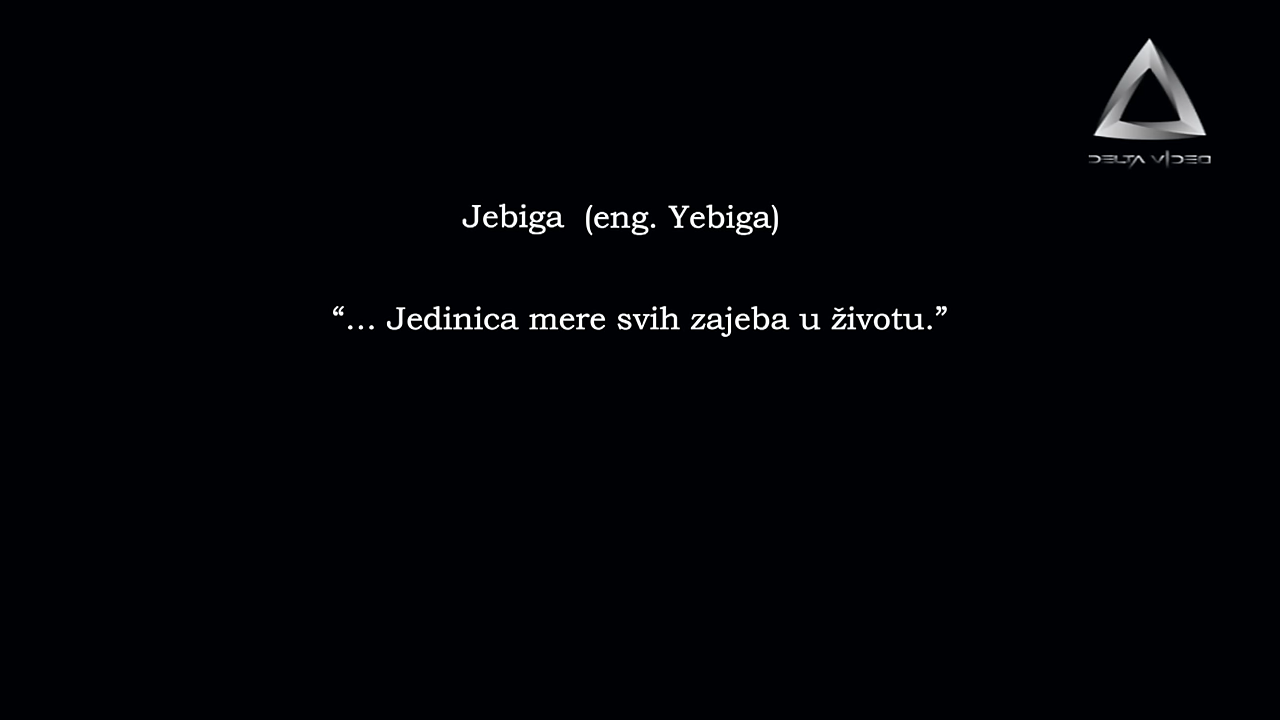 DELTA VIDEO
Jebiga (eng. Yebiga)
“... Jedinica mere svih zajeba u životu.”